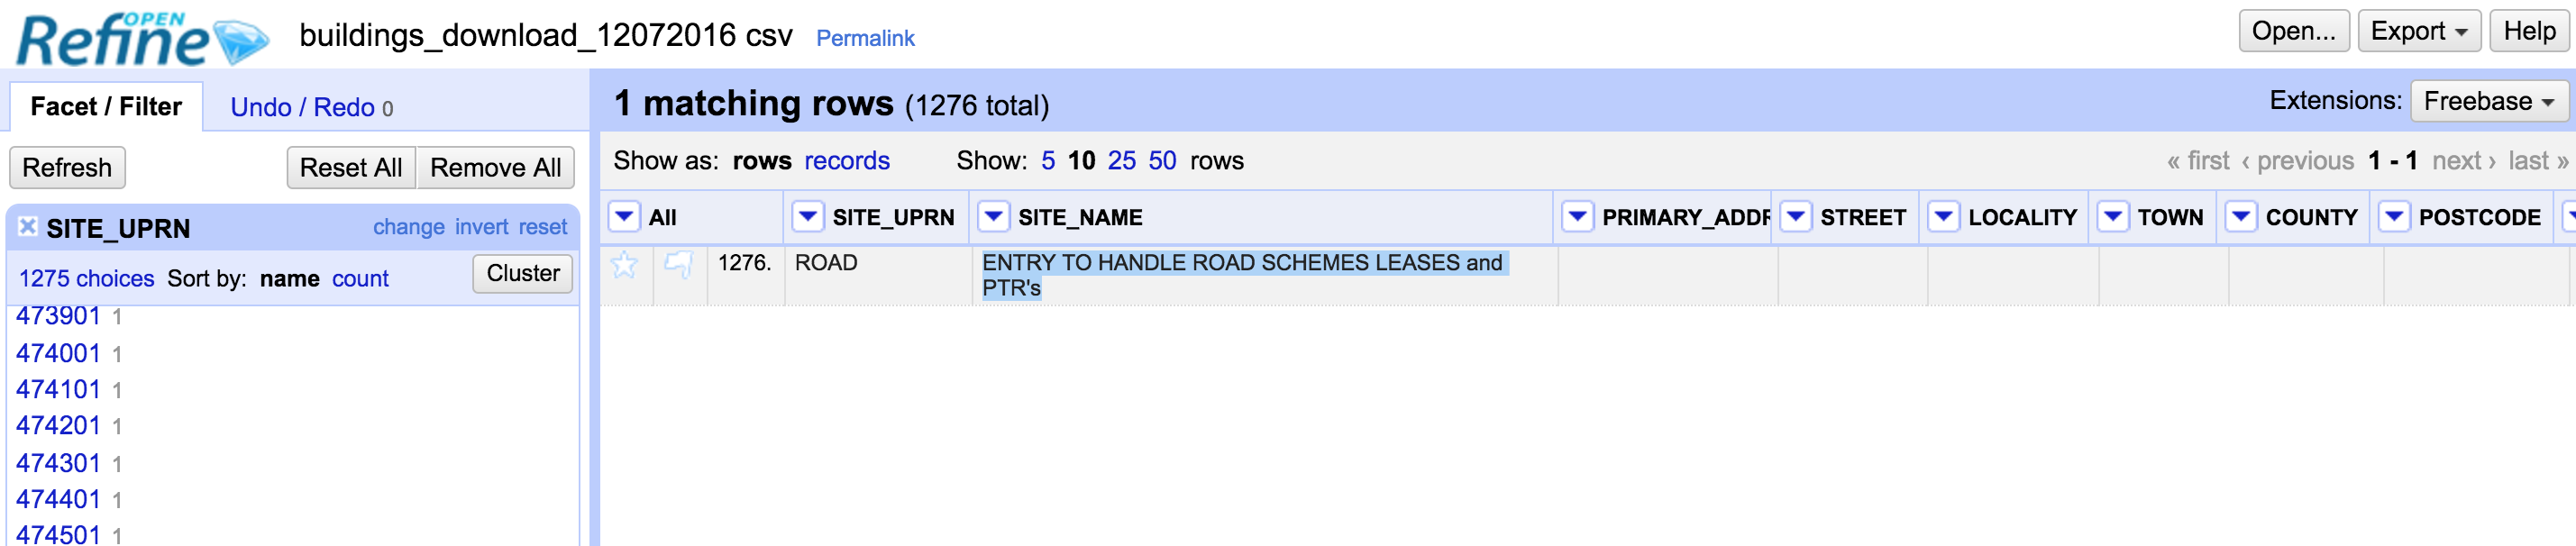 OPEN
Refine
buildings_download_12072016 csv Permalink
Open... Export Help
Facet / Filter Undo / Redo 0
Refresh Reset All Remove All
SITE_UPRN change invert reset
1275 choices Sort by: name count Cluster
473901 1
474001 1
474101 1
474201 1
474301 1
474401 1
474501 1
1 matching rows (1276 total)
Extensions: Freebase
Show as: rows records Show: 5 10 25 50 rows
« first ‹ previous 1 - 1 next › last »
All SITE_UPRN SITE_NAME PRIMARY_ADDR STREET LOCALITY TOWN COUNTY POSTCODE
1276. ROAD ENTRY TO HANDLE ROAD SCHEMES LEASES and
PTR's